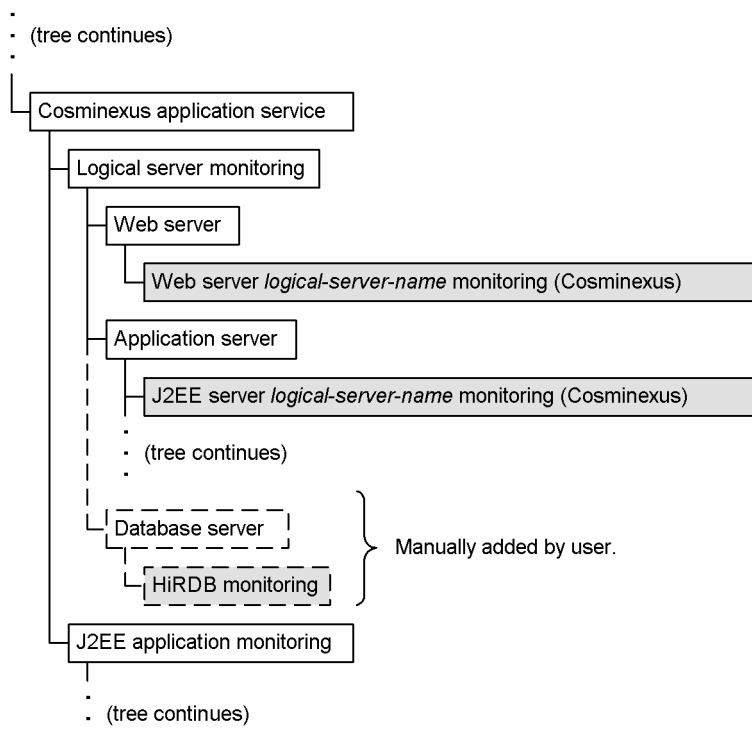 (tree continues)
Cosminexus application service
Logical server monitoring
Web server
Web server logical-server-name monitoring (Cosminexus)
Application server
J2EE server logical-server-name monitoring (Cosminexus)
(tree continues)
Database server
Manually added by user.
HiRDB monitoring
J2EE application monitoring
(tree continues)